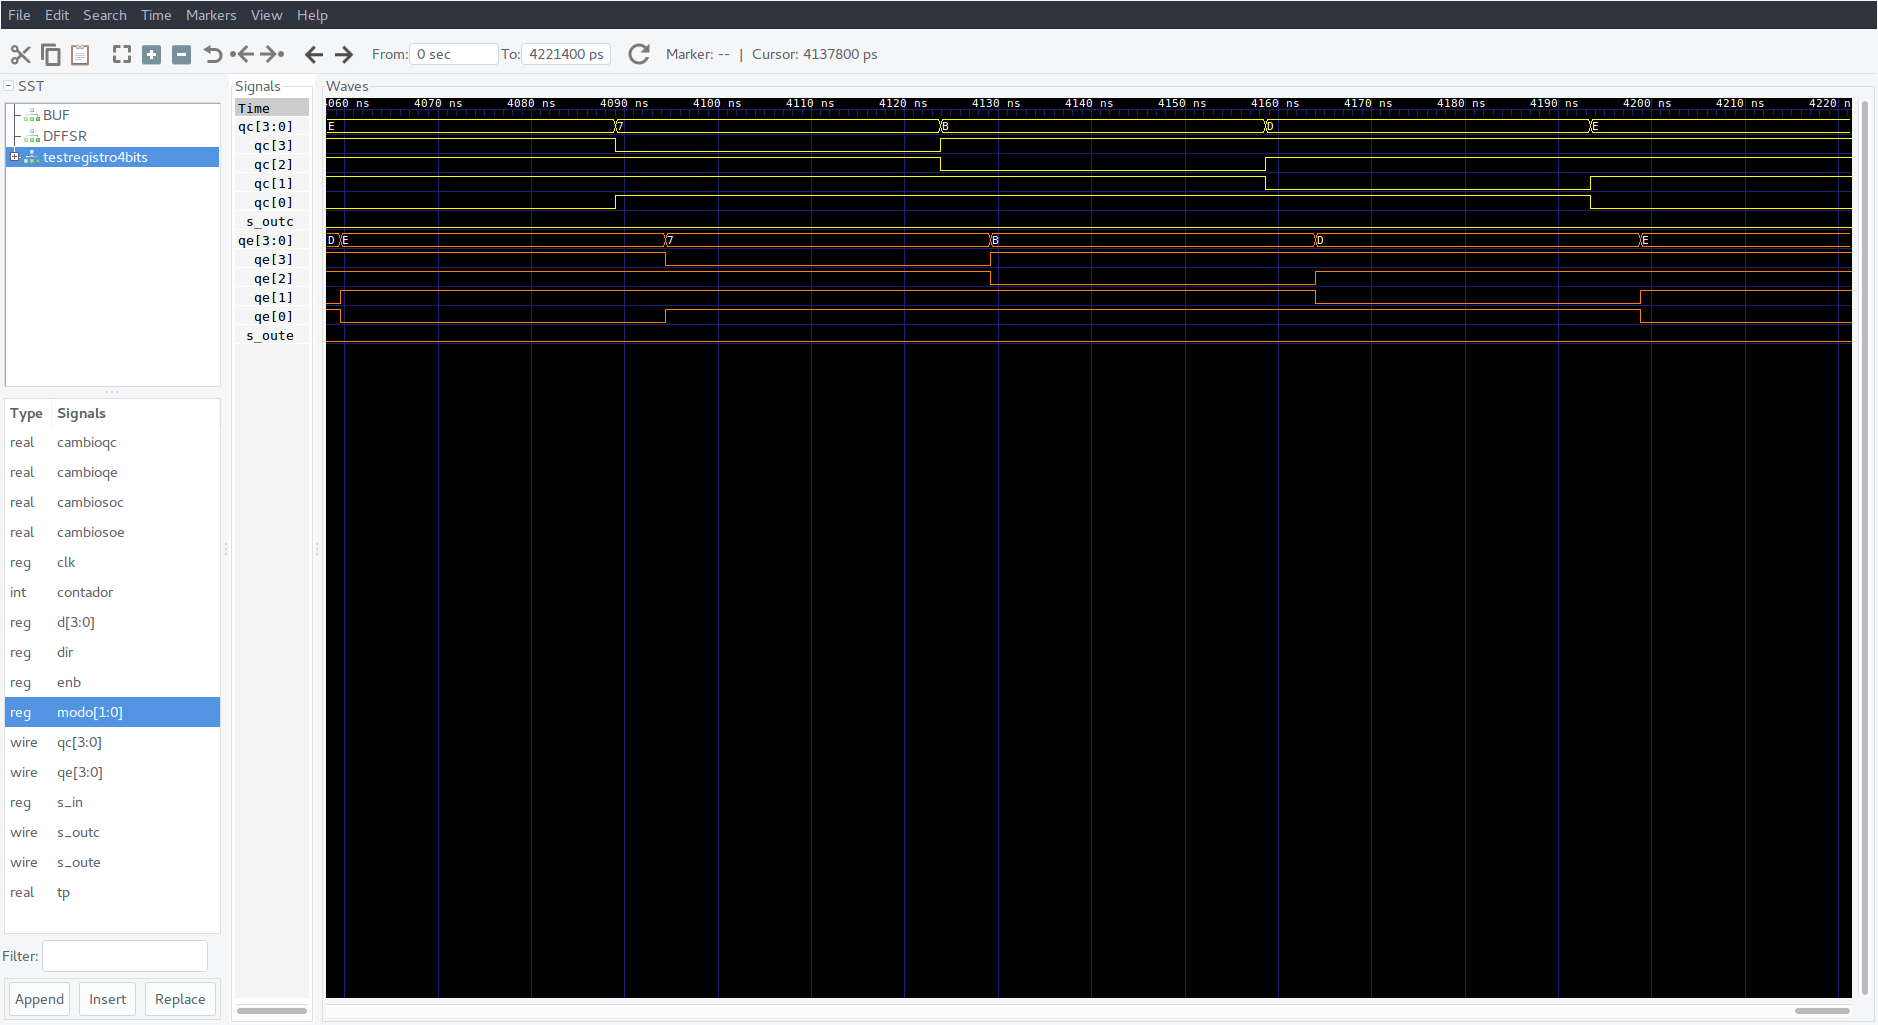 File Edit Search Time Markers View Help
From: 0 sec To: 4221400 ps Marker: -- | Cursor: 4137800 ps
SST
BUF
DFFSR
testregistro4bits
Type Signals
real cambioqc
real cambioqe
real cambiosoc
real cambiosoe
reg clk
int contador
reg d[3:0]
reg dir
reg enb
reg modo[1:0]
wire qc[3:0]
wire qe[3:0]
reg s_in
wire s_outc
wire s_oute
real tp
Filter:
Append Insert Replace
Signals
Time
qc[3:0]
qc[3]
qc[2]
qc[1]
qc[0]
s_outc
qe[3:0]
qe[3]
qe[2]
qe[1]
qe[0]
s_oute
Waves
060 ns 4070 ns 4080 ns 4090 ns 4100 ns 4110 ns 4120 ns 4130 ns 4140 ns 4150 ns 4160 ns 4170 ns 4180 ns 4190 ns 4200 ns 4210 ns 4220 n
E 7 B D E
D E 7 B D E